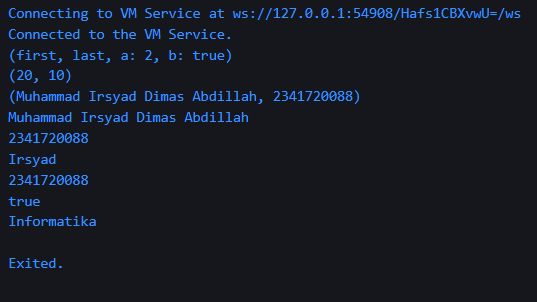 Connecting to VM Service at ws://127.0.0.1:54908/Hafs1CBXvwU=/ws
Connected to the VM Service.
(first, last, a: 2, b: true)
(20, 10)
(Muhammad Irsyad Dimas Abdillah, 2341720088)
Muhammad Irsyad Dimas Abdillah
2341720088
Irsyad
2341720088
true
Informatika
Exited.